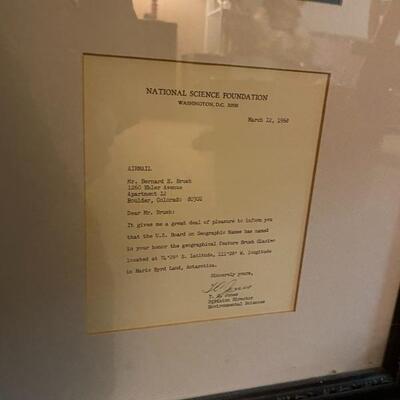 NATIONAL SCIENCE FOUNDATION
WASHINGTON, D.C. 20550
March 12, 1968
AIRMAIL
Mr. Bernard E. Brush
1260 Ebler Avenue
Apartment 12
Boulder, Colorado 80302
Dear Mr. Brush:
It gives me a great deal of pleasure to inform you
that the U.S. Board on Geographic Names has named
in your honor the geographical feature Brush Glacier
located at 74°29' S. latitude, 111°28' W. longitude
in Marie Byrd Land, Antarctica.
Sincerely yours,
T. O. Jones
Division Director
Environmental Sciences